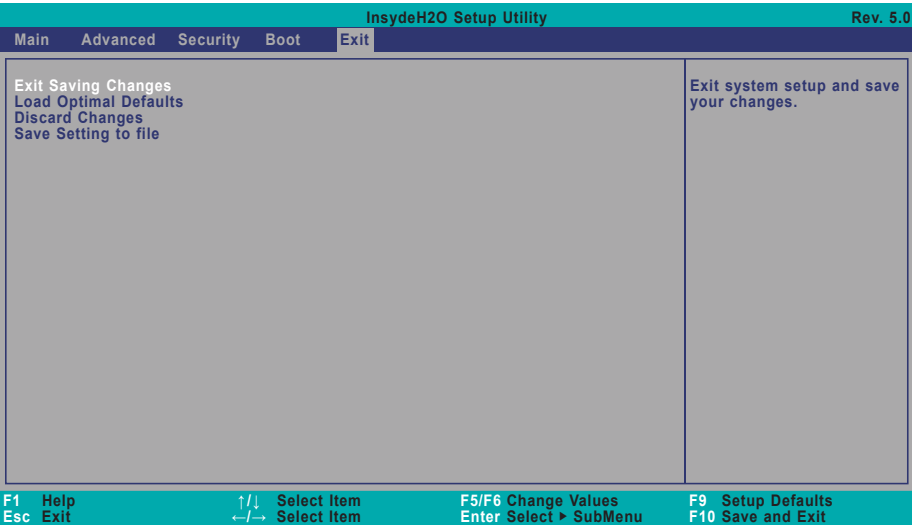 InsydeH2O Setup Utility Rev. 5.0
Main Advanced Security Boot Exit
Exit Saving Changes
Load Optimal Defaults
Discard Changes
Save Setting to file
Exit system setup and save
your changes.
F1 Help ↑/↓ Select Item F5/F6 Change Values F9 Setup Defaults
Esc Exit ←/→ Select Item Enter Select ▶ SubMenu F10 Save and Exit